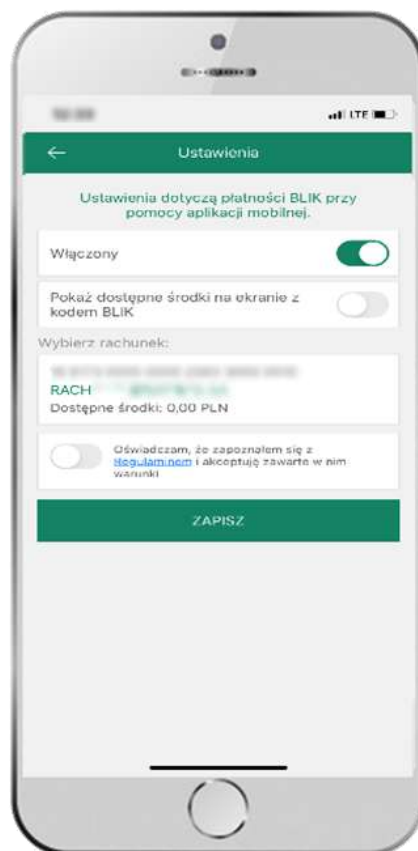 LTE
Ustawienia
Ustawienia dotyczą płatności BLIK przy
pomocy aplikacji mobilnej.
Włączony
Pokaż dostępne środki na ekranie z
kodem BLIK
Wybierz rachunek:
RACH
Dostępne środki: 0,00 PLN
Oświadczam, że zapoznałem się z
Regulaminem i akceptuję zawarte w nim
warunki
ZAPISZ